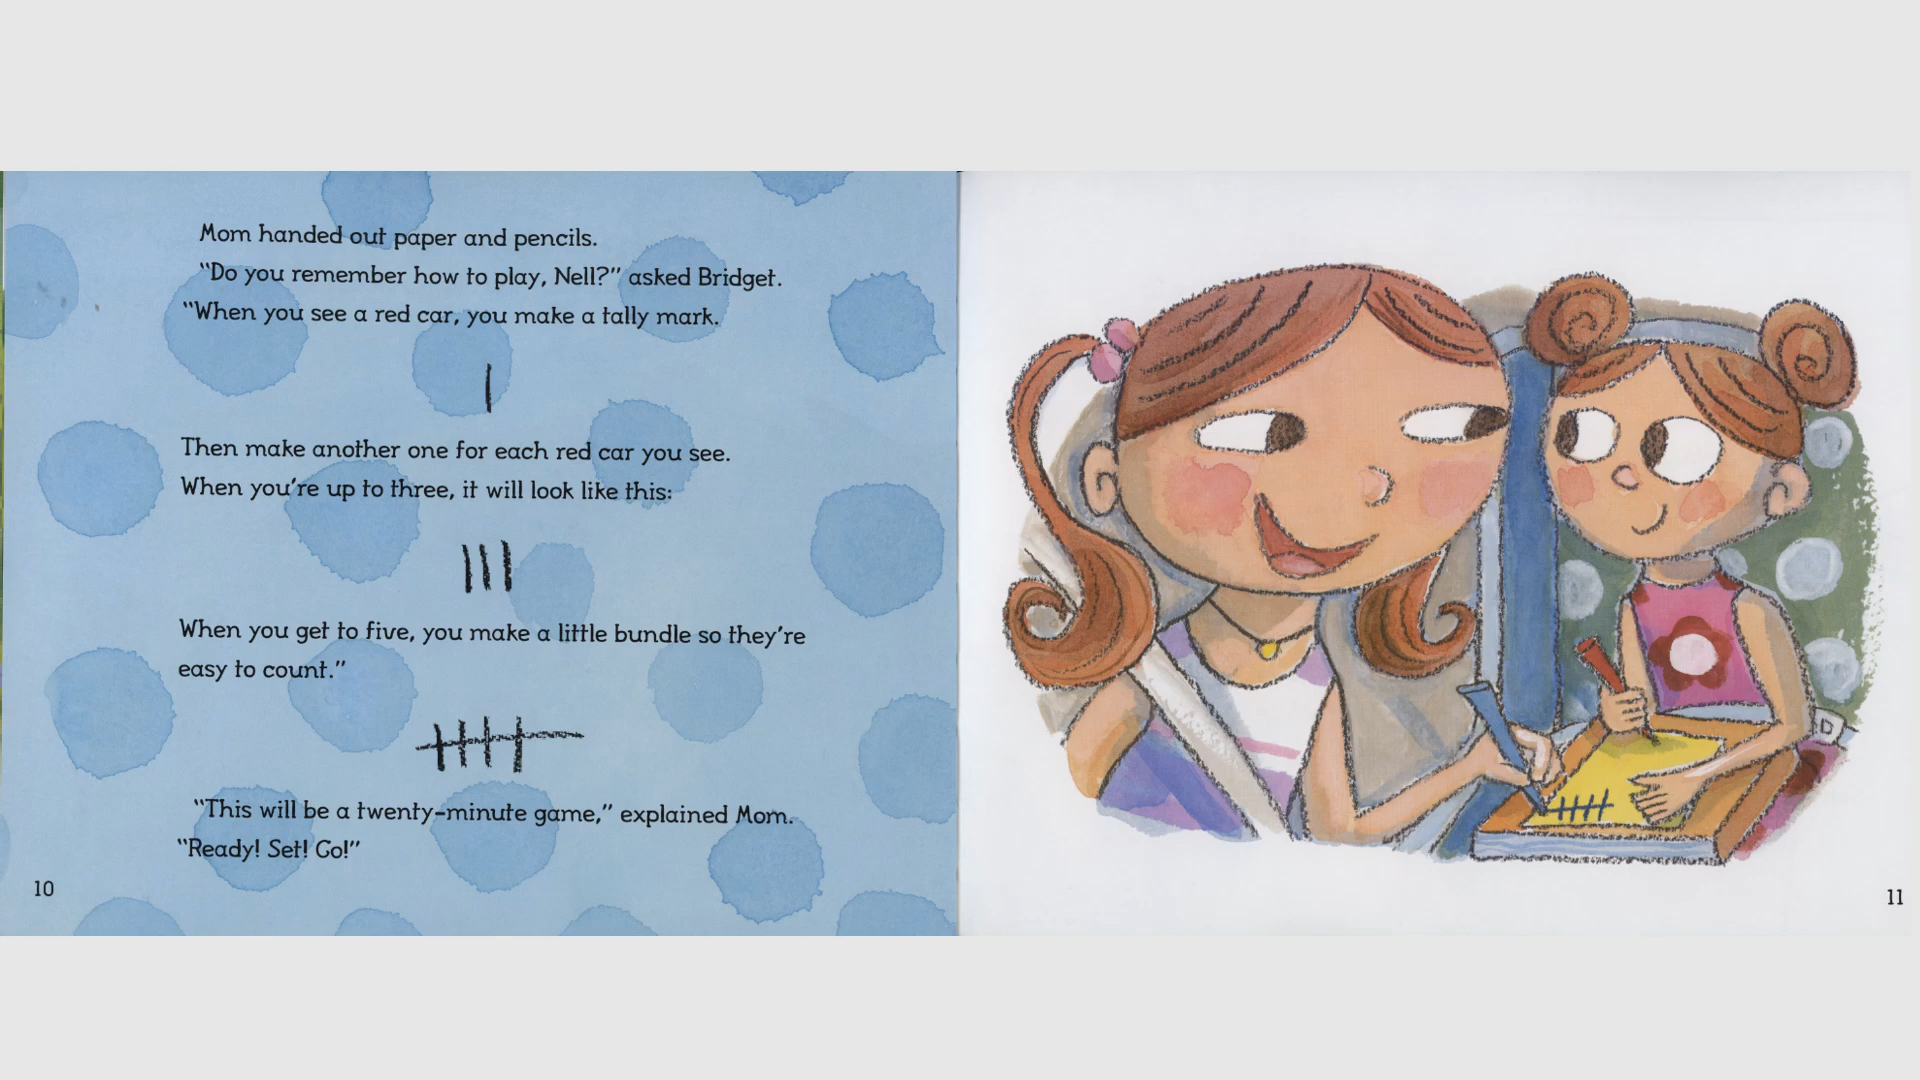 Mom handed out paper and pencils.
“Do you remember how to play, Nell?” asked Bridget.
“When you see a red car, you make a tally mark.
Then make another one for each red car you see.
When you’re up to three, it will look like this:
When you get to five, you make a little bundle so they’re
easy to count.”
“This will be a twenty-minute game,” explained Mom.
“Ready! Set! Go!”
10
D
11